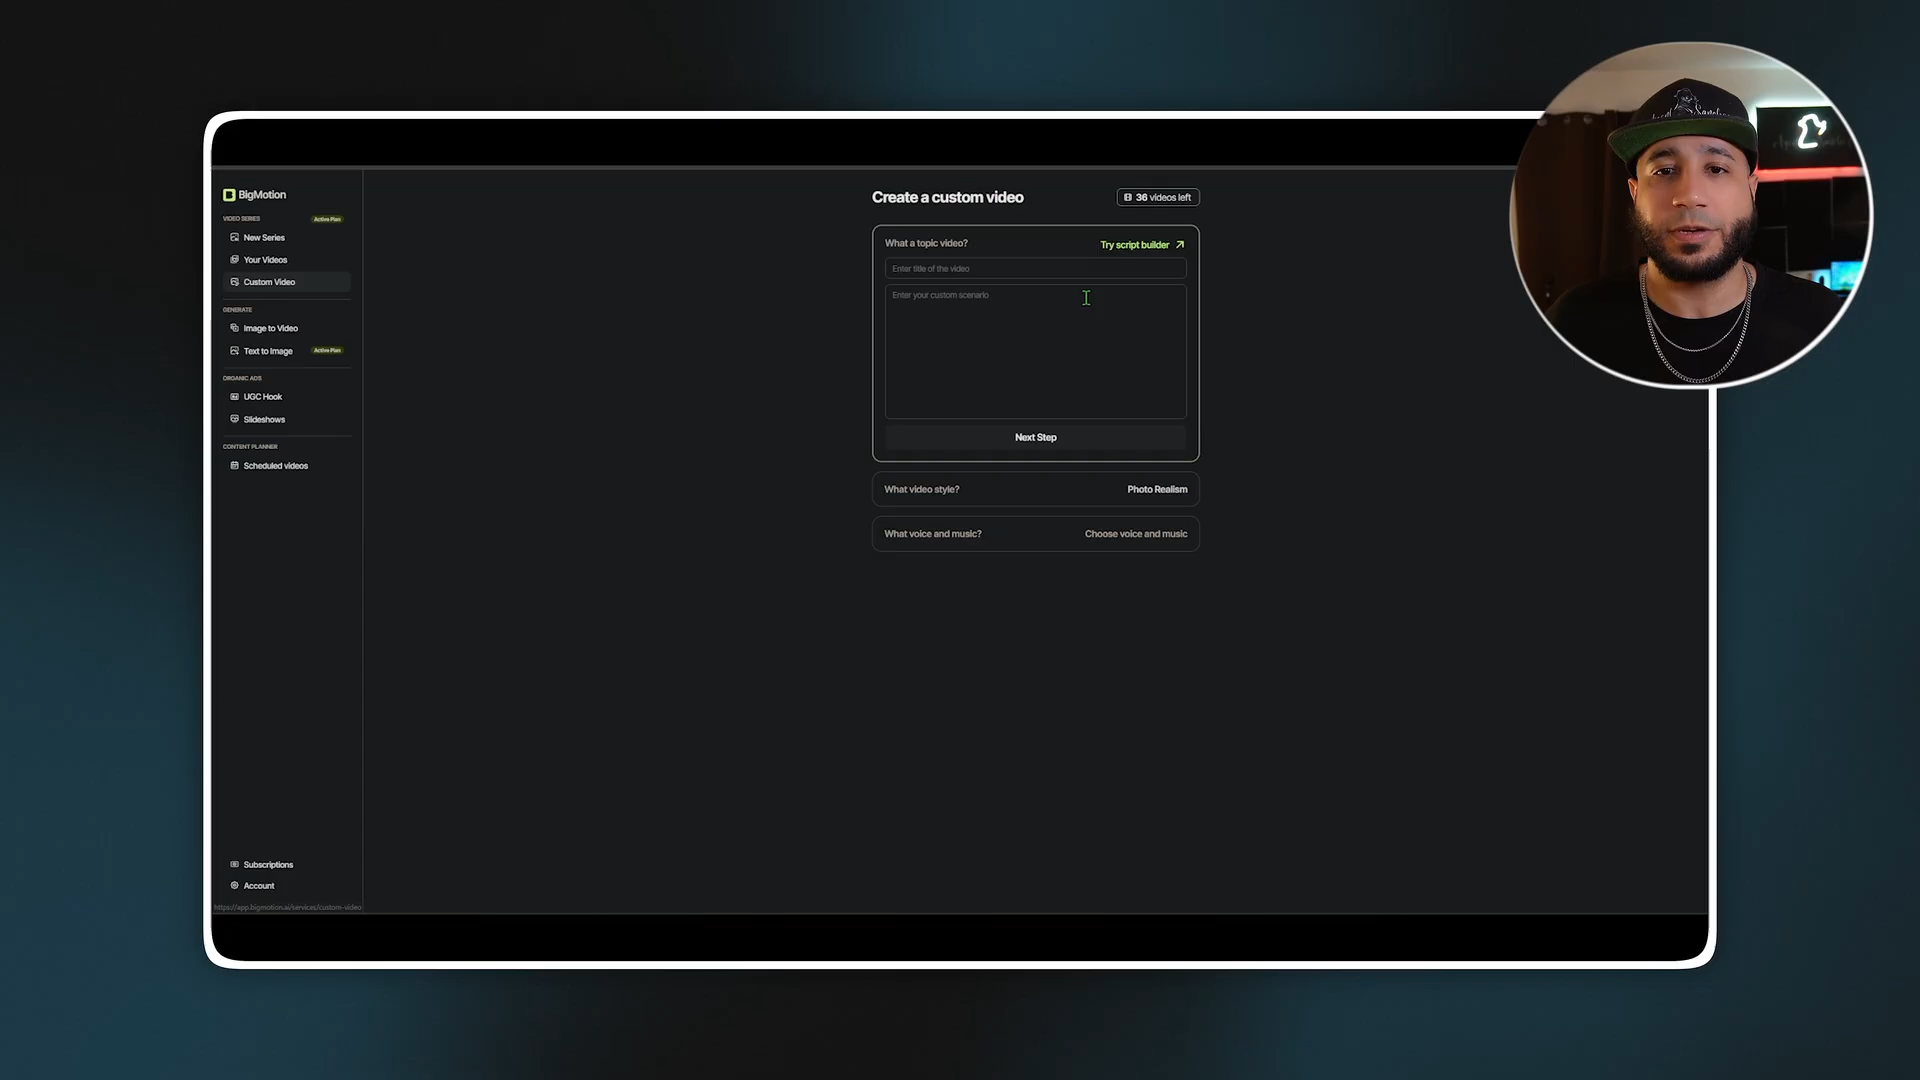 BigMotion
VIDEO SERIES
Active Plan
New Series
Your Videos
Custom Video
GENERATE
Image to Video
Text to Image
Active Plan
ORGANIC ADS
UGC Hook
Slideshows
CONTENT PLANNER
Scheduled videos
Subscriptions
Account
https://app.bigmotion.ai/services/custom-video
Create a custom video
36 videos left
What a topic video?
Try script builder
Enter title of the video
Enter your custom scenario
Next Step
What video style?
Photo Realism
What voice and music?
Choose voice and music